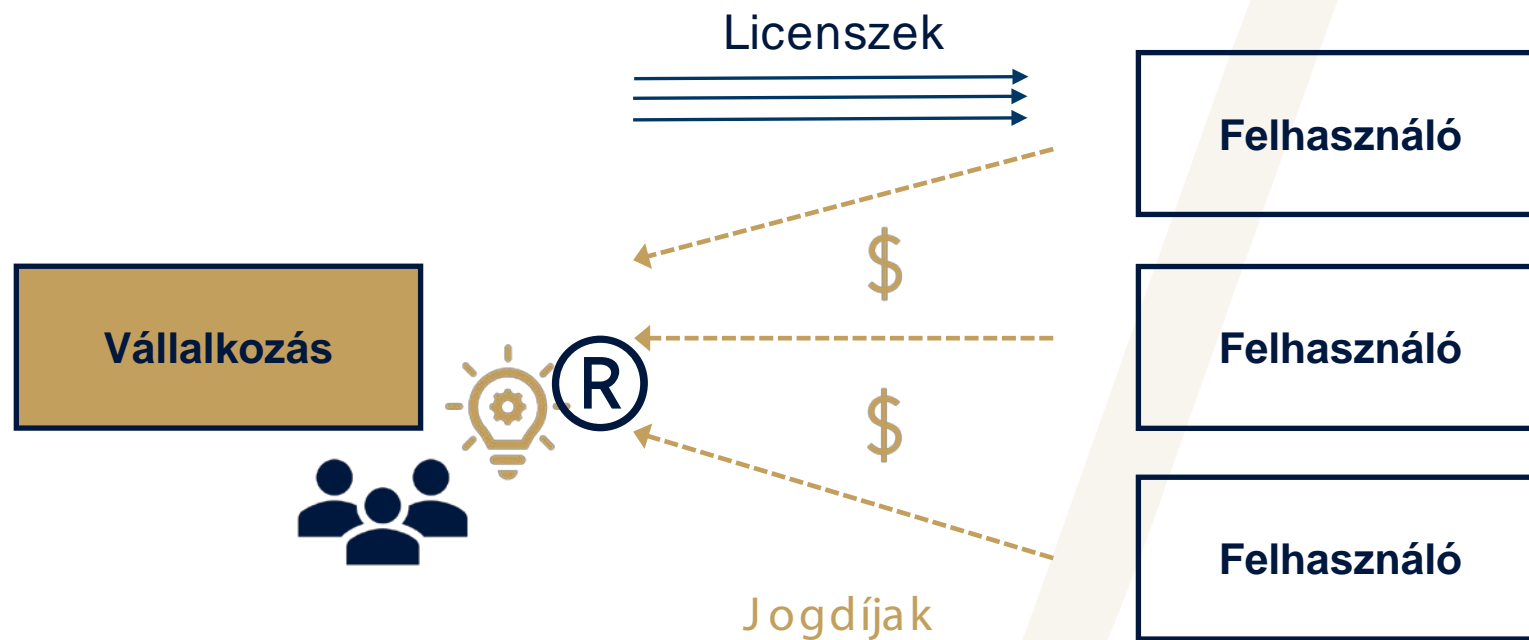 Licenszek
Felhasználó
$
Vállalkozás
®
Felhasználó
$
Felhasználó
Jogdíjak